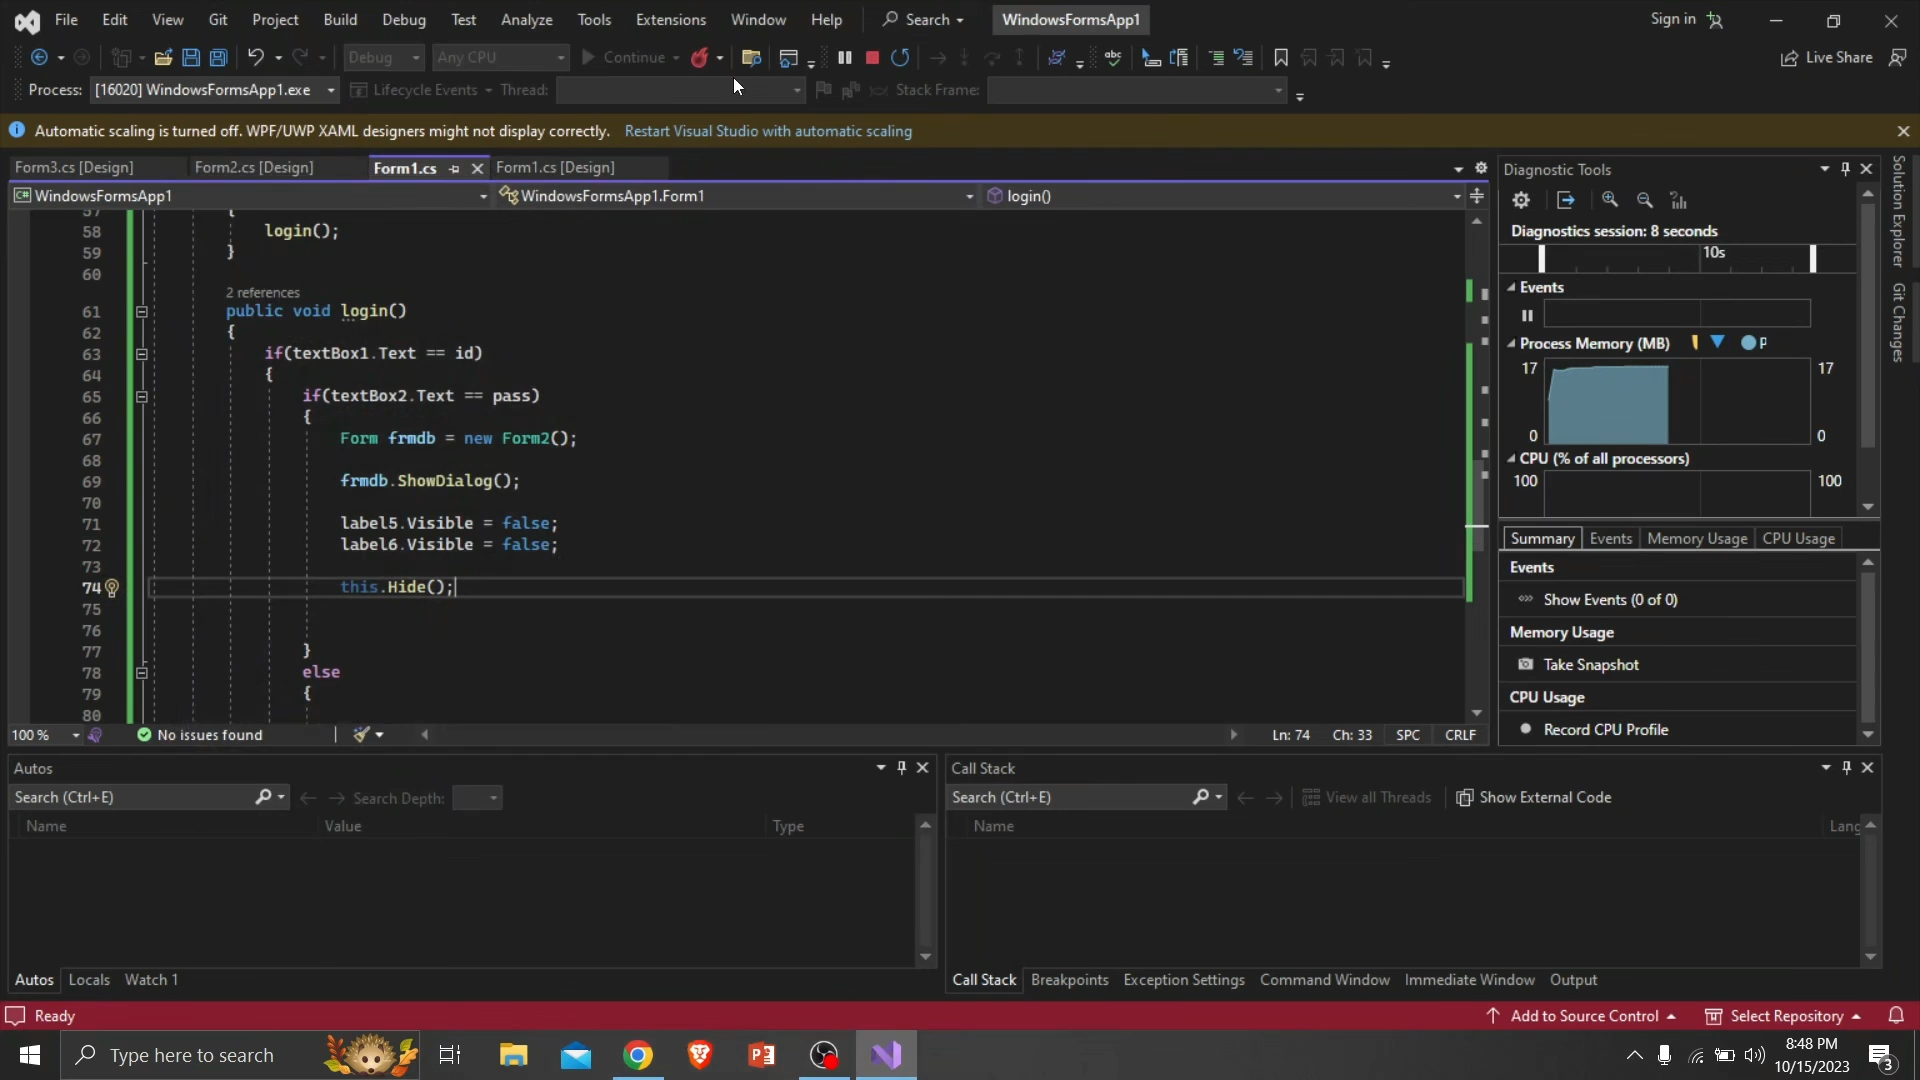 File Edit View Git Project Build Debug Test Analyze Tools Extensions Window Help Search WindowsFormsApp1 Sign in
Debug Any CPU Continue Live Share
Process: [16020] WindowsFormsApp1.exe Lifecycle Events Thread: Stack Frame:
Automatic scaling is turned off. WPF/UWP XAML designers might not display correctly. Restart Visual Studio with automatic scaling
Form3.cs [Design] Form2.cs [Design] Form1.cs Form1.cs [Design]
WindowsFormsApp1 WindowsFormsApp1.Form1 login()
57 {
58 login();
59 }
60
2 references
61 public void login()
62 {
63 if(textBox1.Text == id)
64 {
65 if(textBox2.Text == pass)
66 {
67 Form frmdb = new Form2();
68
69 frmdb.ShowDialog();
70
71 label5.Visible = false;
72 label6.Visible = false;
73
74 this.Hide();
75
76
77 }
78 else
79 {
80
100 % No issues found Ln: 74 Ch: 33 SPC CRLF
Diagnostic Tools
Diagnostics session: 8 seconds
10s
Events
Process Memory (MB) P
17 17
0 0
CPU (% of all processors)
100 100
Summary Events Memory Usage CPU Usage
Events
Show Events (0 of 0)
Memory Usage
Take Snapshot
CPU Usage
Record CPU Profile
Solution Explorer
Git Changes
Autos
Search (Ctrl+E) Search Depth:
Name Value Type
Autos Locals Watch 1
Call Stack
Search (Ctrl+E) View all Threads Show External Code
Name Lang
Call Stack Breakpoints Exception Settings Command Window Immediate Window Output
Ready Add to Source Control Select Repository
Type here to search
8:48 PM
10/15/2023
3